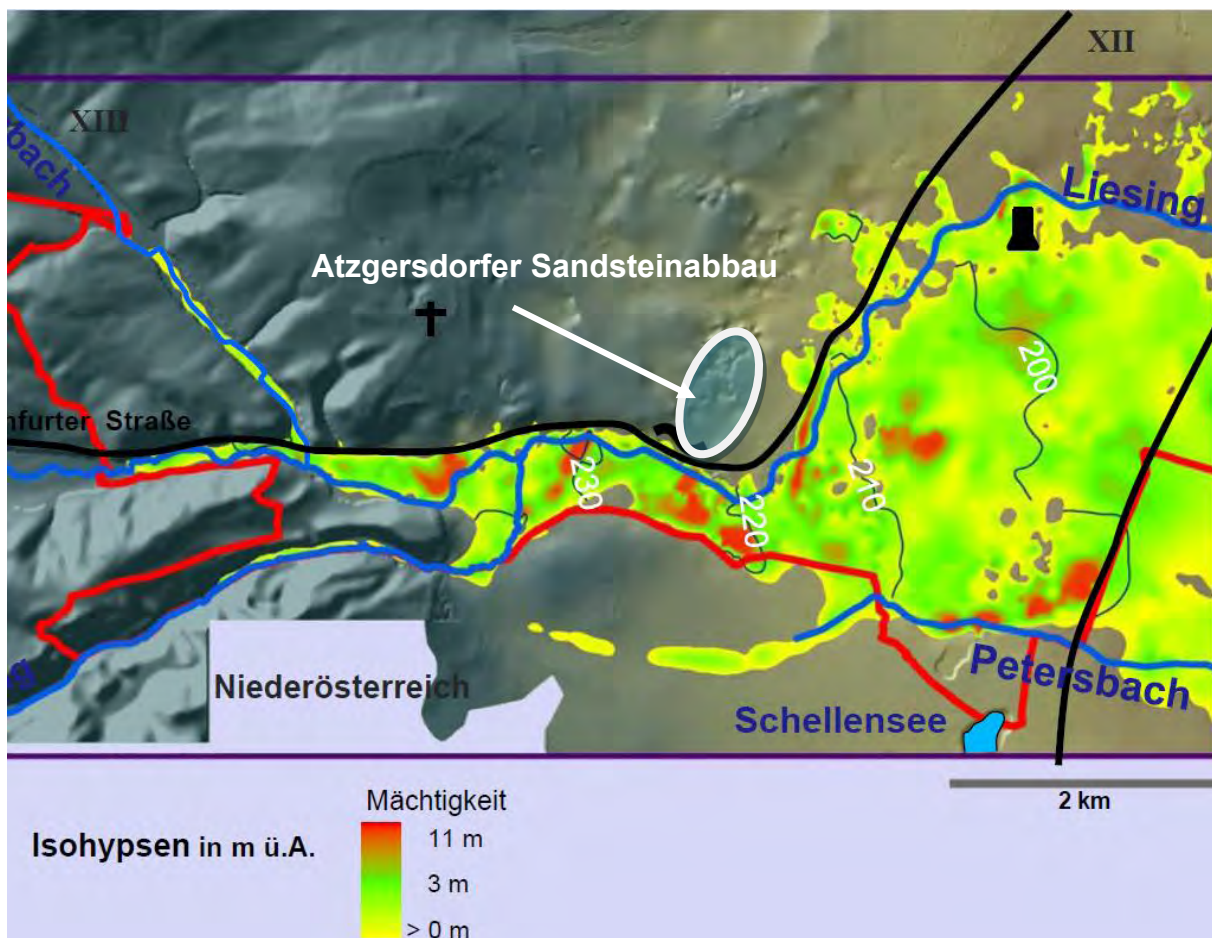 XII
XIII
bach
Liesing
Atzgersdorfer Sandsteinabbau
200
nfurter Straße
230
210
220
Niederösterreich
Petersbach
Schellensee
g
2 km
Mächtigkeit
Isohypsen in m ü.A.
11 m
3 m
> 0 m